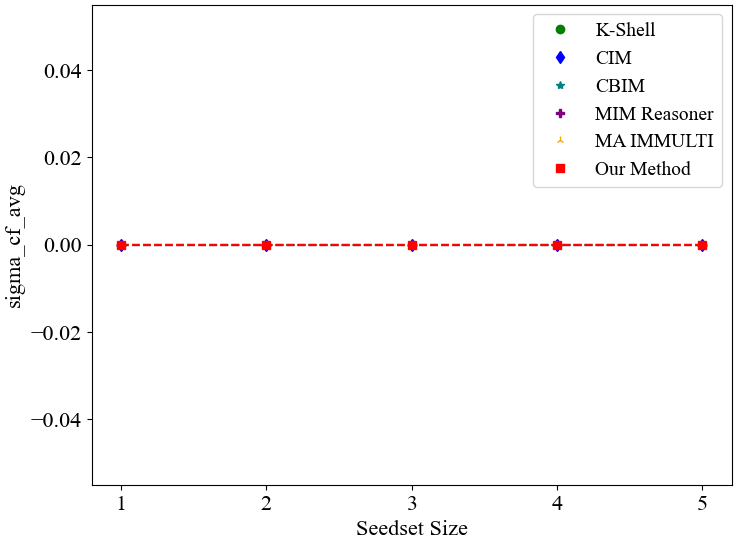 K-Shell
CIM
CBIM
MIM Reasoner
MA IMMULTI
Our Method
0.04
0.02
0.00
−0.02
−0.04
sigma_cf_avg
1 2 3 4 5
Seedset Size